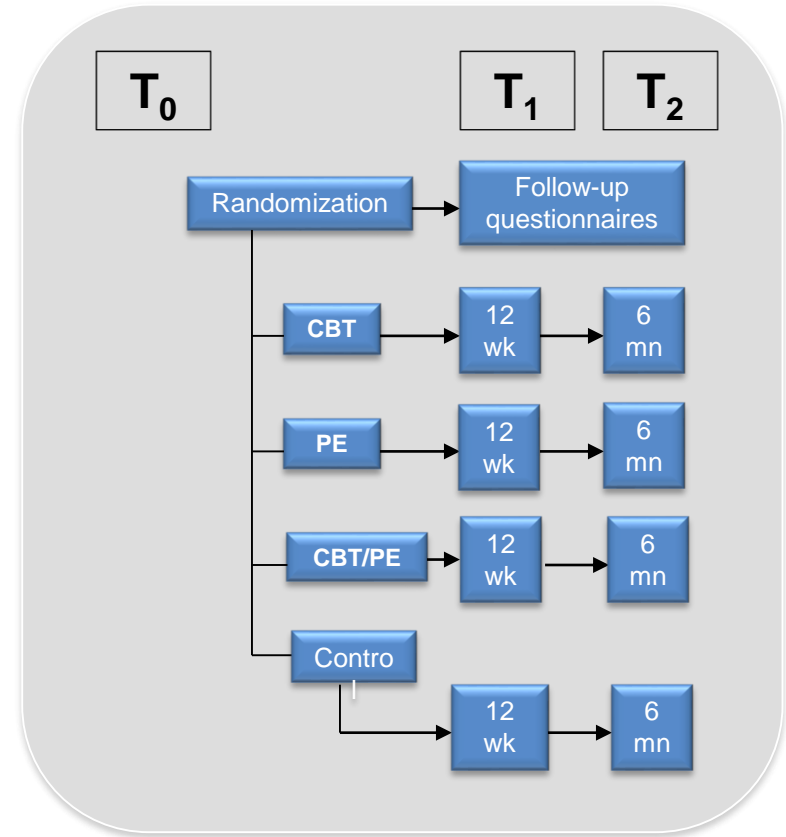 T0
T1
T2
Randomization
Follow-up
questionnaires
CBT
12
wk
6
mn
PE
12
wk
6
mn
CBT/PE
12
wk
6
mn
Contro
l
12
wk
6
mn